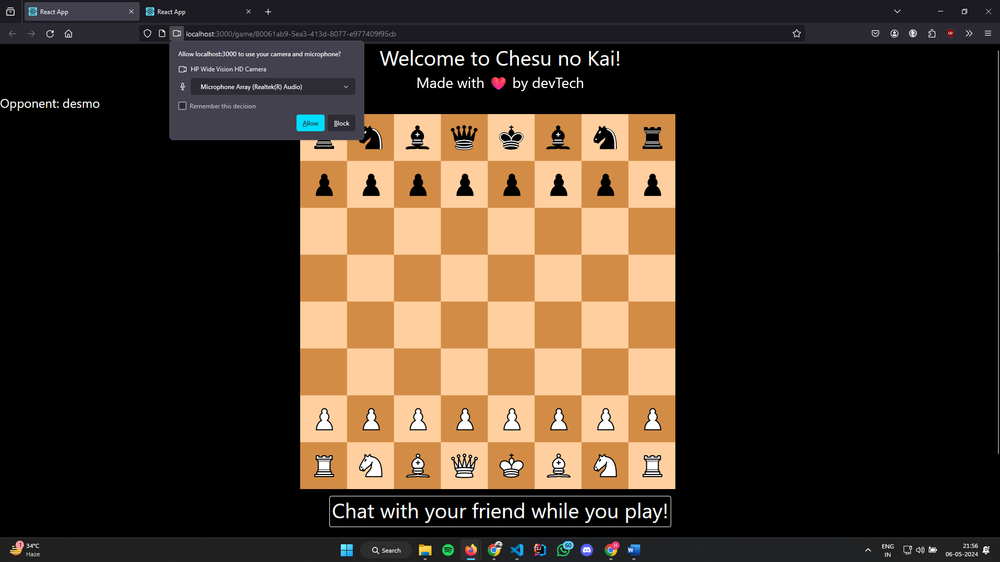 React App
React App
localhost:3000/game/80061ab9-5ea3-413d-8077-e977409f95cb
Allow localhost:3000 to use your camera and microphone?
HP Wide Vision HD Camera
Microphone Array (Realtek(R) Audio)
Remember this decision
Allow
Block
Welcome to Chesu no Kai!
Made with ❤ by devTech
Opponent: desmo
Chat with your friend while you play!
1
34°C
Haze
Search
60
H
ENG
IN
21:56
06-05-2024